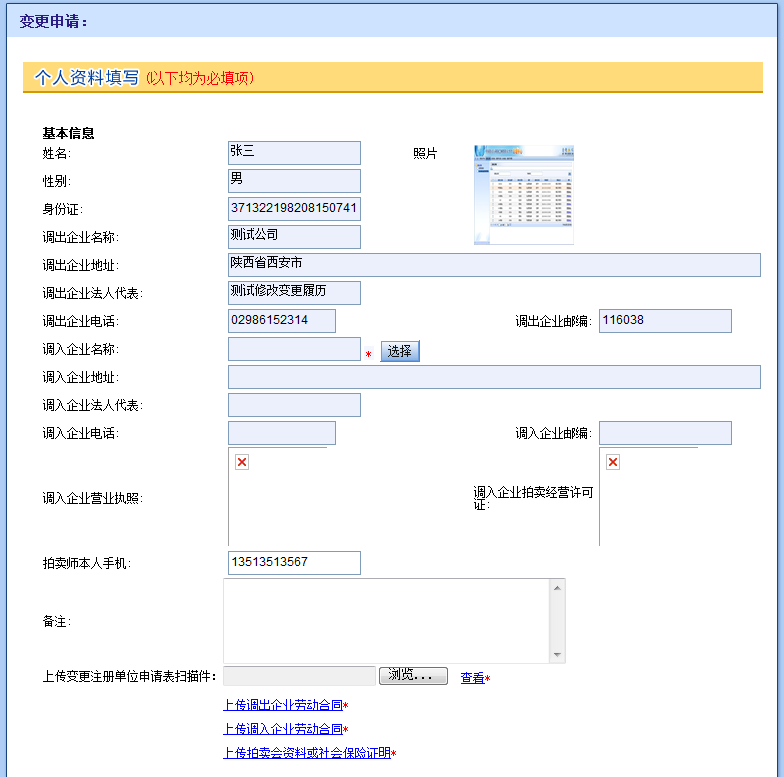 变更申请：
个人资料填写 (以下均为必填项)
基本信息
姓名: 张三 照片
性别: 男
身份证: 371322198208150741
调出企业名称: 测试公司
调出企业地址: 陕西省西安市
调出企业法人代表: 测试修改变更履历
调出企业电话: 02986152314 调出企业邮编: 116038
调入企业名称: * 选择
调入企业地址:
调入企业法人代表:
调入企业电话: 调入企业邮编:
调入企业营业执照: 调入企业拍卖经营许可
证:
拍卖师本人手机: 13513513567
备注:
上传变更注册单位申请表扫描件： 浏览... 查看*
上传调出企业劳动合同*
上传调入企业劳动合同*
上传拍卖会资料或社会保险证明*